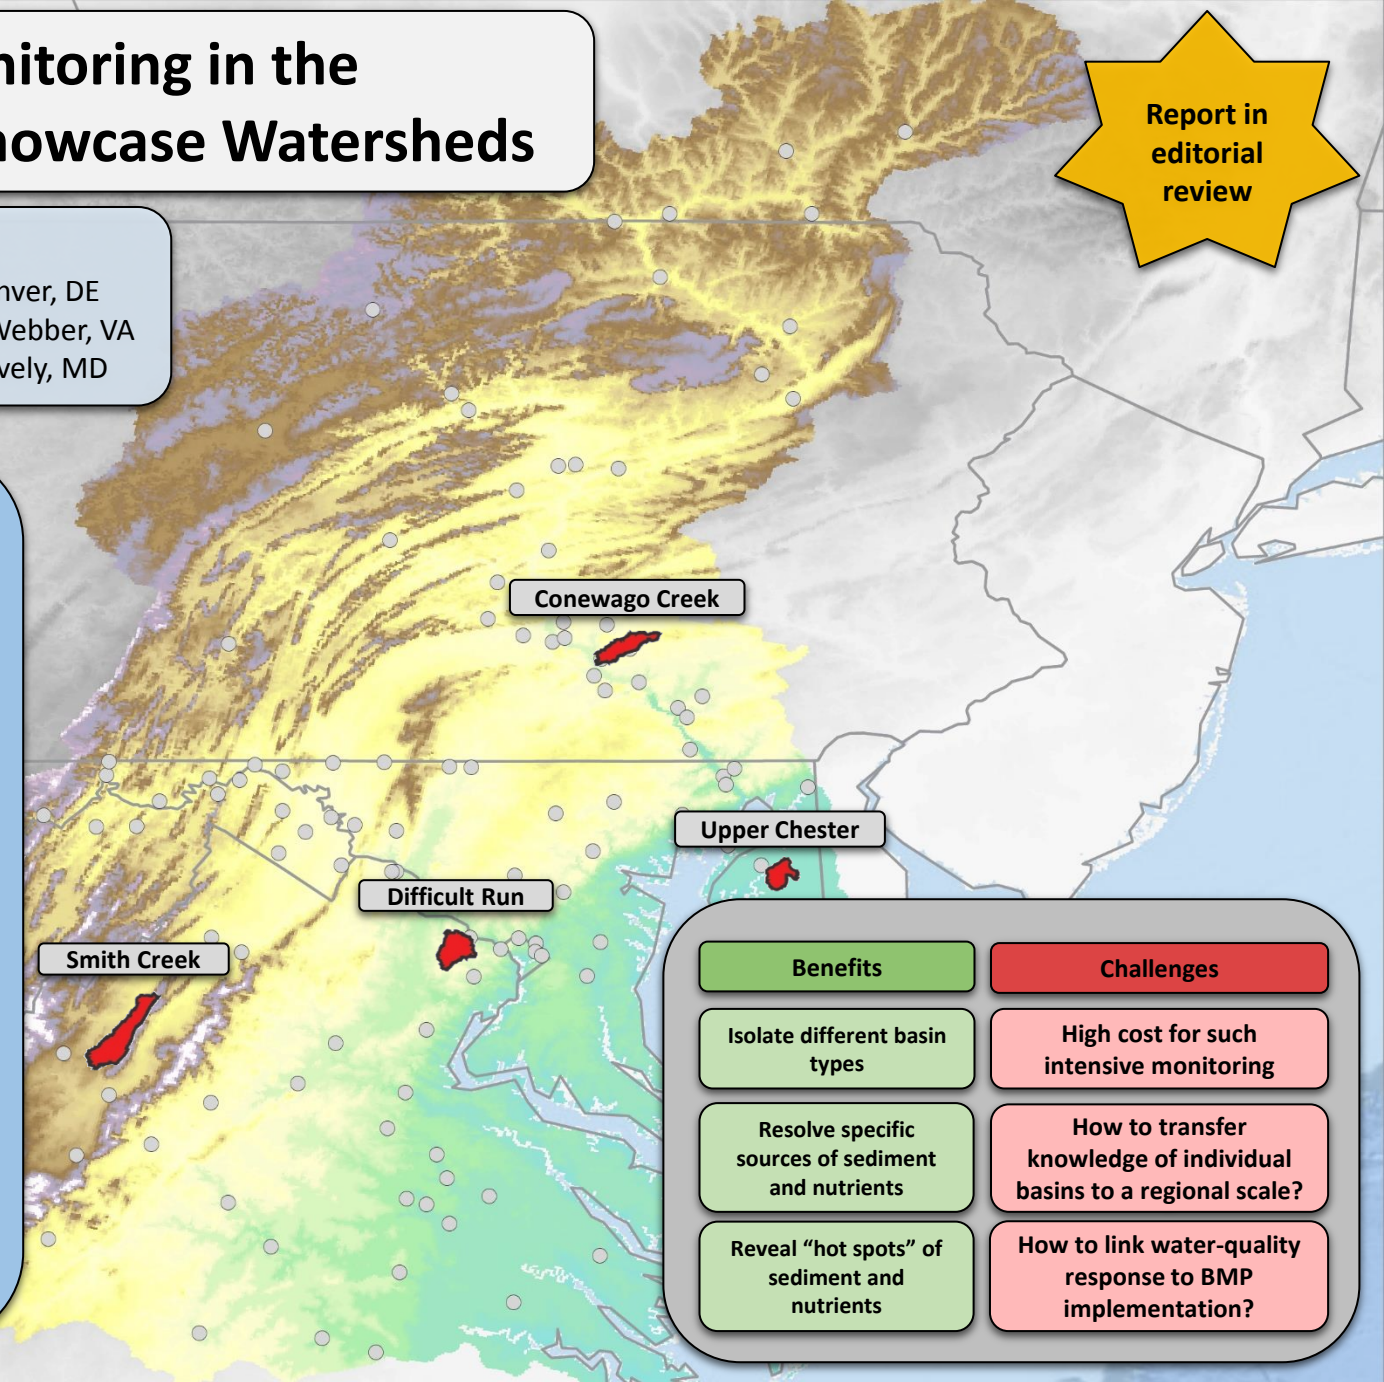 nitoring in the
howcase Watersheds
Report in
editorial
review
nver, DE
Webber, VA
vely, MD
Conewago Creek
Upper Chester
Difficult Run
Smith Creek
Benefits
Challenges
Isolate different basin
types
High cost for such
intensive monitoring
Resolve specific
sources of sediment
and nutrients
How to transfer
knowledge of individual
basins to a regional scale?
Reveal “hot spots” of
sediment and
nutrients
How to link water-quality
response to BMP
implementation?